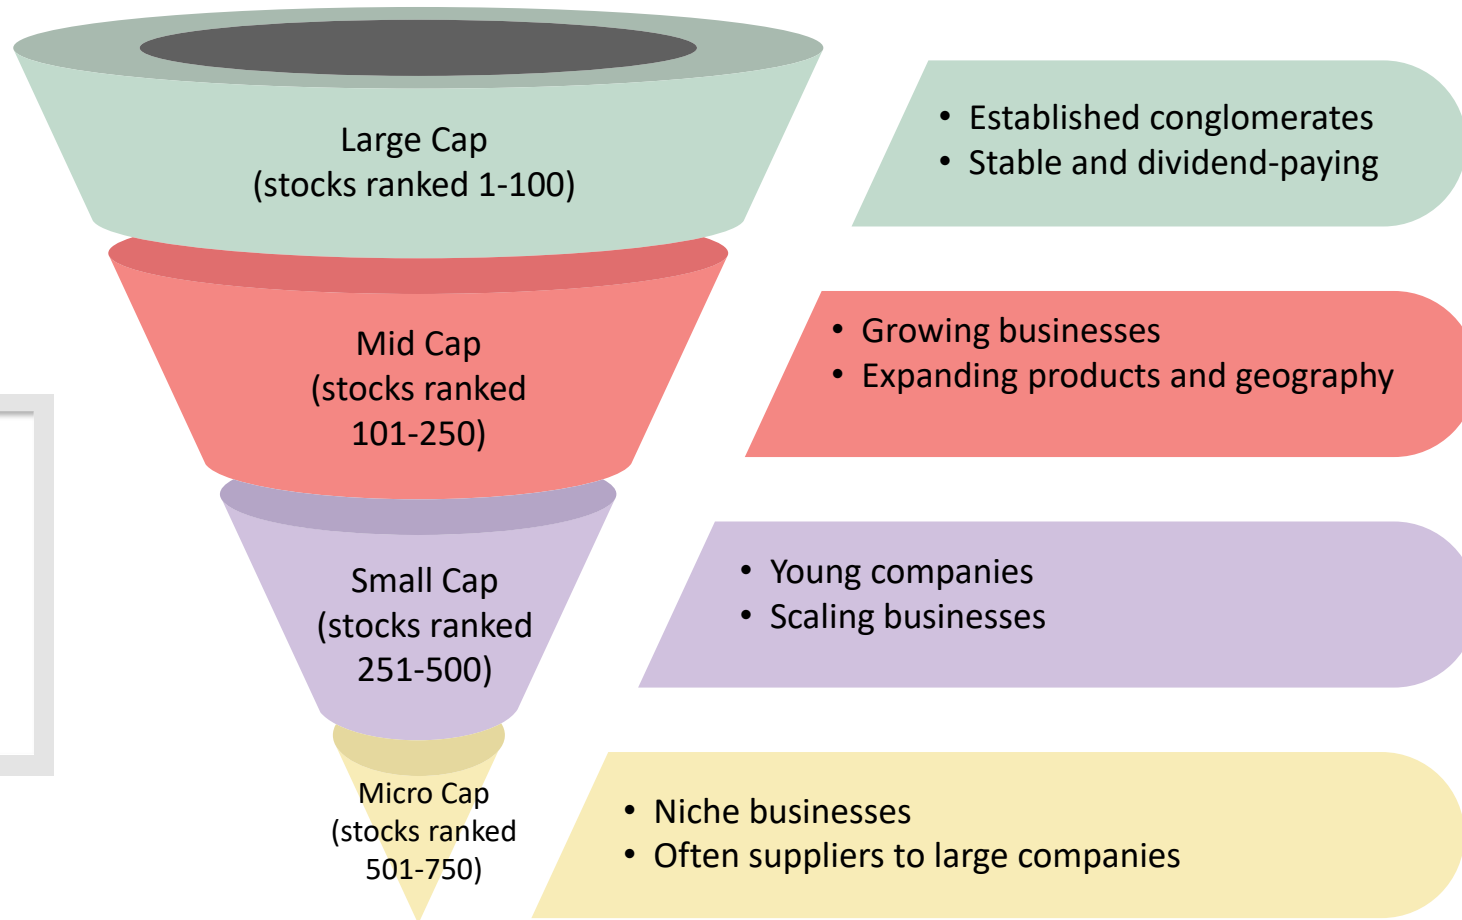 Large Cap
(stocks ranked 1-100)
• Established conglomerates
• Stable and dividend-paying
Mid Cap
(stocks ranked
101-250)
• Growing businesses
• Expanding products and geography
Small Cap
(stocks ranked
251-500)
• Young companies
• Scaling businesses
Micro Cap
(stocks ranked
501-750)
• Niche businesses
• Often suppliers to large companies